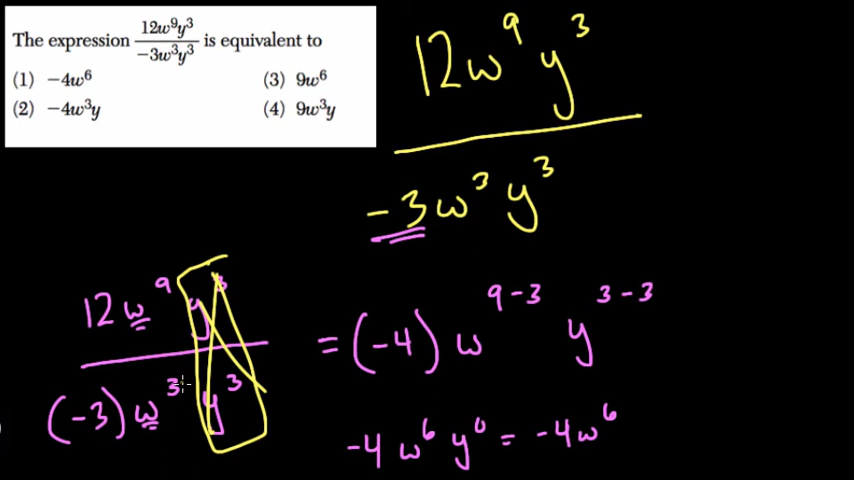 The expression 12w⁹y³/−3w³y³ is equivalent to
(1) −4w⁶ (3) 9w⁶
(2) −4w³y (4) 9w³y
12w⁹y³
−3w³y³
12w⁹y³
(−3)w³y³
= (−4) w⁹⁻³ y³⁻³
−4w⁶y⁰ = −4w⁶